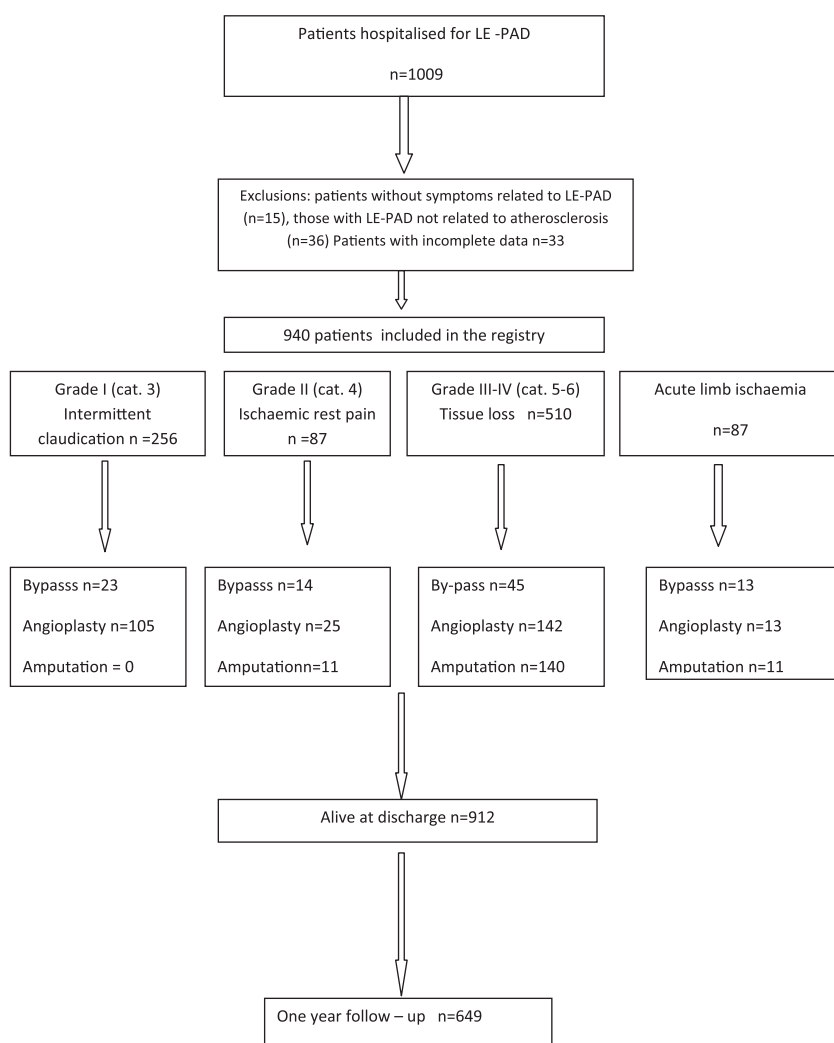 Patients hospitalised for LE -PAD
n=1009
Exclusions: patients without symptoms related to LE-PAD
(n=15), those with LE-PAD not related to atherosclerosis
(n=36) Patients with incomplete data n=33
940 patients included in the registry
Grade I (cat. 3)
Intermittent
claudication n =256
Grade II (cat. 4)
Ischaemic rest pain
n =87
Grade III-IV (cat. 5-6)
Tissue loss n=510
Acute limb ischaemia
n=87
Bypasss n=23
Angioplasty n=105
Amputation = 0
Bypasss n=14
Angioplasty n=25
Amputationn=11
By-pass n=45
Angioplasty n=142
Amputation n=140
Bypasss n=13
Angioplasty n=13
Amputation n=11
Alive at discharge n=912
One year follow – up n=649